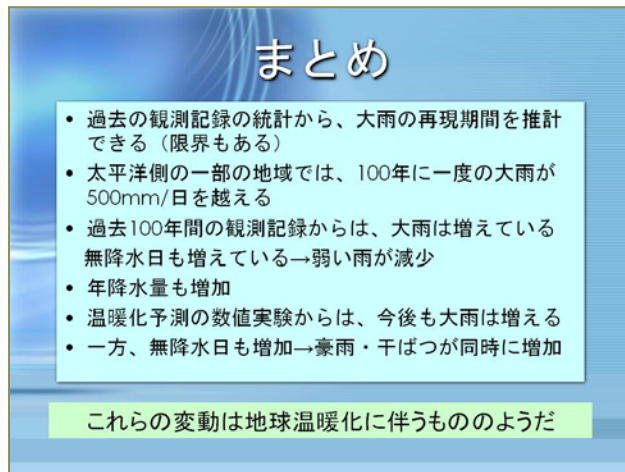 まとめ
• 過去の観測記録の統計から、大雨の再現期間を推計
できる（限界もある）
• 太平洋側の一部の地域では、100年に一度の大雨が
500mm/日を越える
• 過去100年間の観測記録からは、大雨は増えている
無降水日も増えている→弱い雨が減少
• 年降水量も増加
• 温暖化予測の数値実験からは、今後も大雨は増える
• 一方、無降水日も増加→豪雨・干ばつが同時に増加
これらの変動は地球温暖化に伴うもののようだ